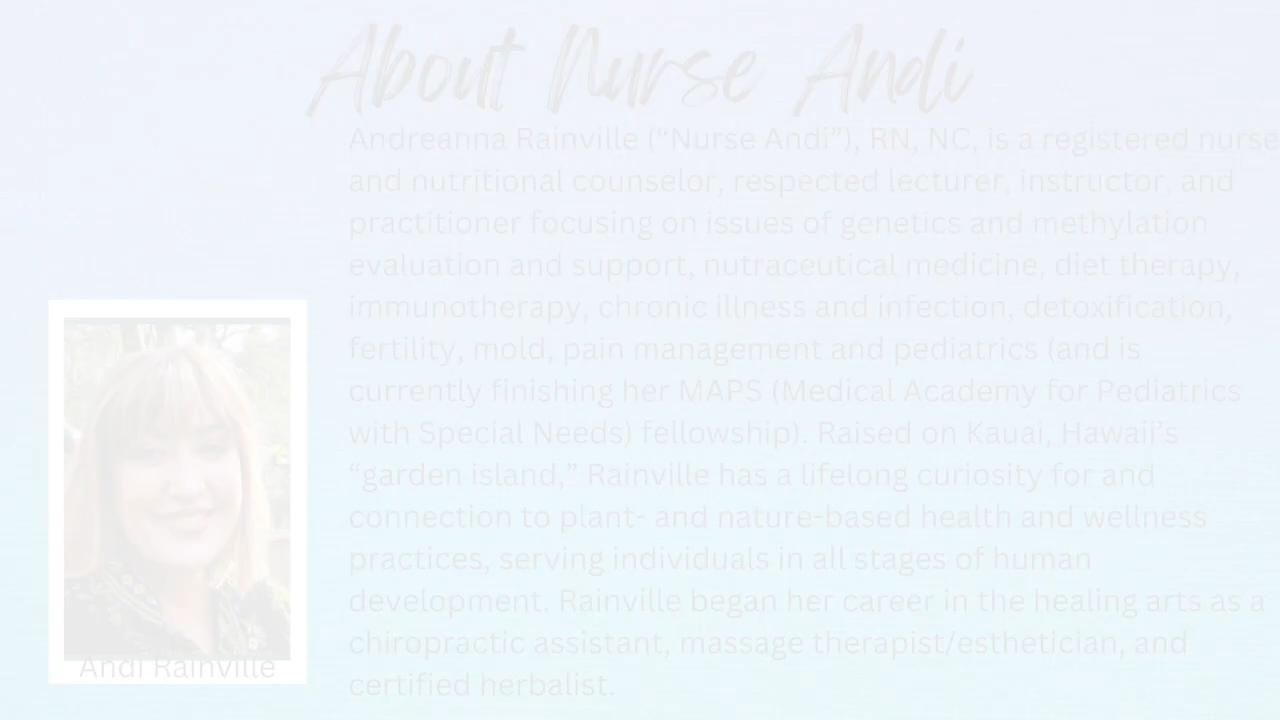 About Nurse Andi
Andreanna Rainville (“Nurse Andi”), RN, NC, is a registered nurse
and nutritional counselor, respected lecturer, instructor, and
practitioner focusing on issues of genetics and methylation
evaluation and support, nutraceutical medicine, diet therapy,
immunotherapy, chronic illness and infection, detoxification,
fertility, mold, pain management and pediatrics (and is
currently finishing her MAPS (Medical Academy for Pediatrics
with Special Needs) fellowship). Raised on Kauai, Hawaii’s
“garden island,” Rainville has a lifelong curiosity for and
connection to plant- and nature-based health and wellness
practices, serving individuals in all stages of human
development. Rainville began her career in the healing arts as a
chiropractic assistant, massage therapist/esthetician, and
certified herbalist.
Andi Rainville